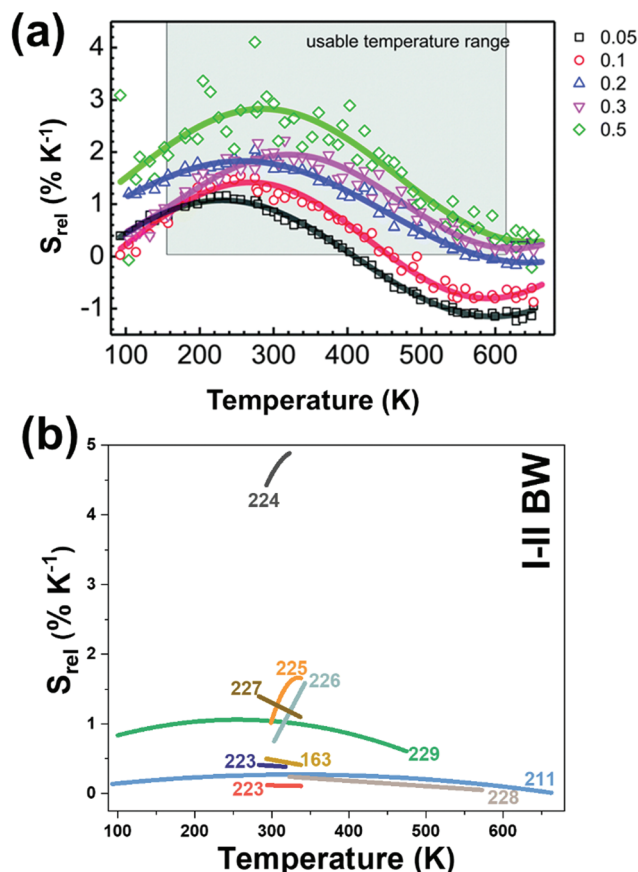 (a)
usable temperature range
0.05
0.1
0.2
0.3
0.5
4
3
2
1
0
-1
S_rel (% K⁻¹)
100 200 300 400 500 600
Temperature (K)
(b)
I-II BW
5
4
3
2
1
0
S_rel (% K⁻¹)
224
225
226
227
229
223
163
211
223
228
100 200 300 400 500 600
Temperature (K)